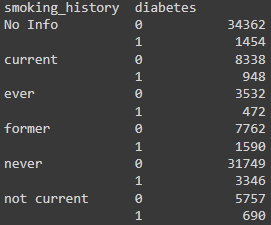 smoking_history diabetes
No Info 0 34362
1 1454
current 0 8338
1 948
ever 0 3532
1 472
former 0 7762
1 1590
never 0 31749
1 3346
not current 0 5757
1 690